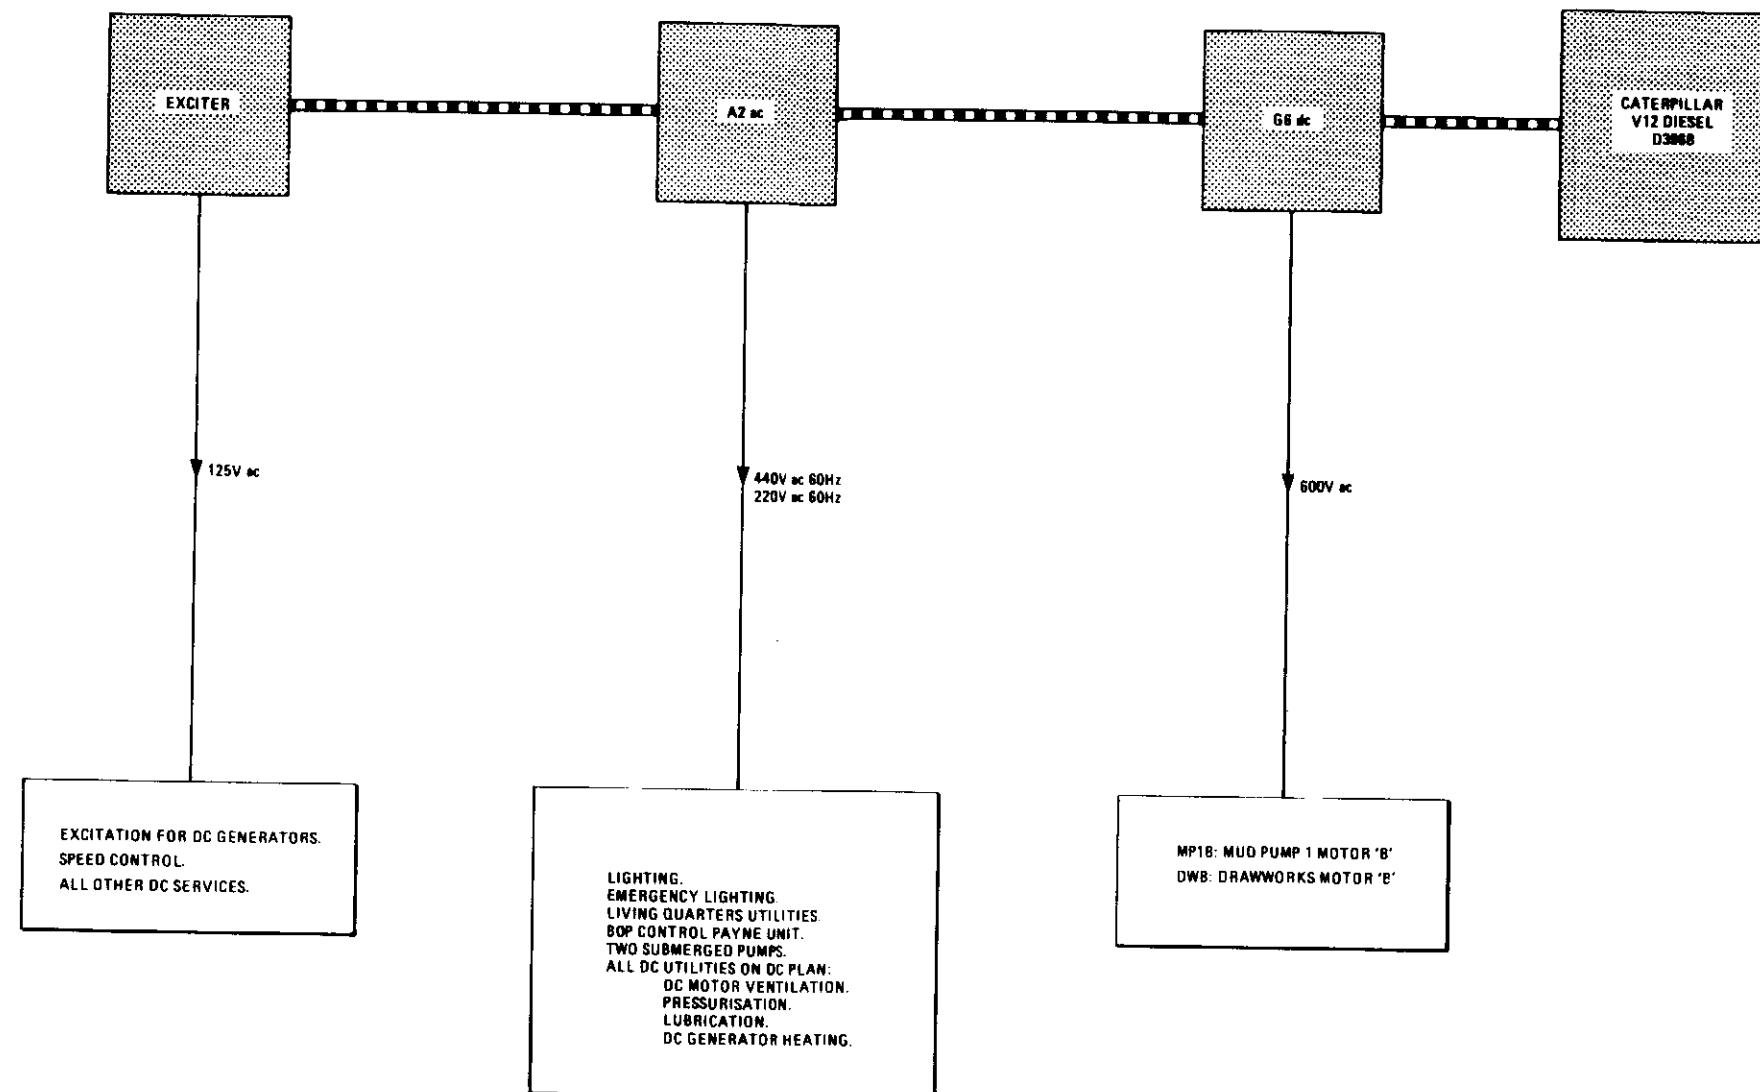 EXCITER
A2 ac
G6 dc
CATERPILLAR
V12 DIESEL
125V ac
440V ac 60Hz
220V ac 60Hz
600V ac
EXCITATION FOR DC GENERATORS.
SPEED CONTROL.
ALL OTHER DC SERVICES.
LIGHTING.
EMERGENCY LIGHTING.
LIVING QUARTERS UTILITIES.
BOP CONTROL PAYNE UNIT.
TWO SUBMERGED PUMPS.
ALL DC UTILITIES ON DC PLAN:
DC MOTOR VENTILATION.
PRESSURISATION.
LUBRICATION.
DC GENERATOR HEATING.
MP1B: MUD PUMP 1 MOTOR 'B'
DWB: DRAWWORKS MOTOR 'B'